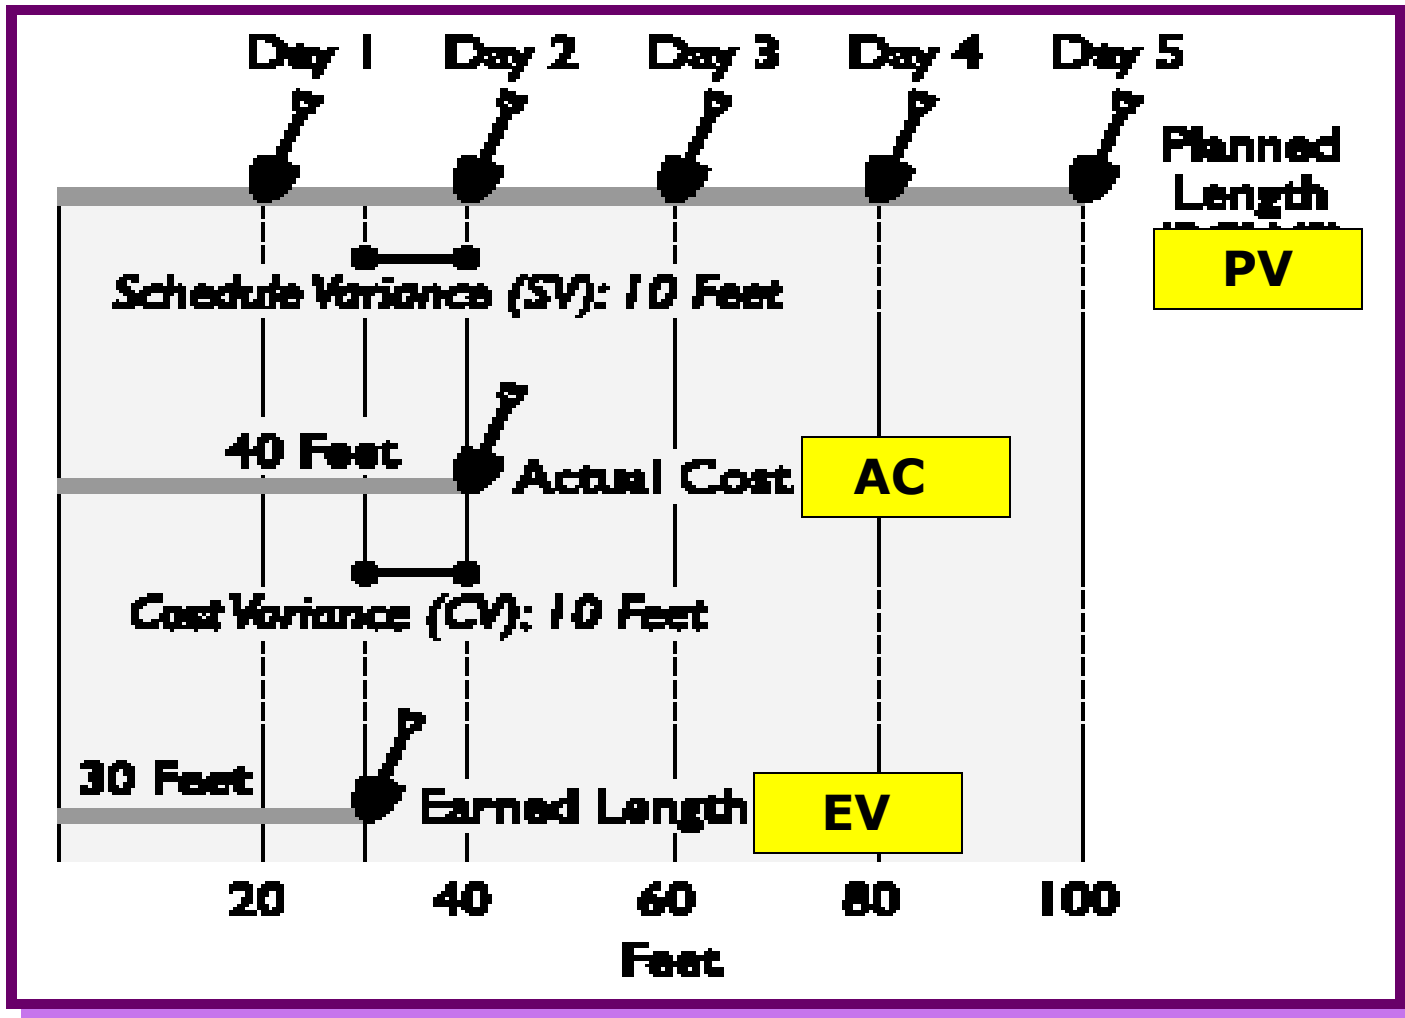 Day 1 Day 2 Day 3 Day 4 Day 5
Planned
Length
PV
Schedule Variance (SV): 10 Feet
40 Feet
Actual Cost AC
Cost Variance (CV): 10 Feet
30 Feet
Earned Length EV
20 40 60 80 100
Feet